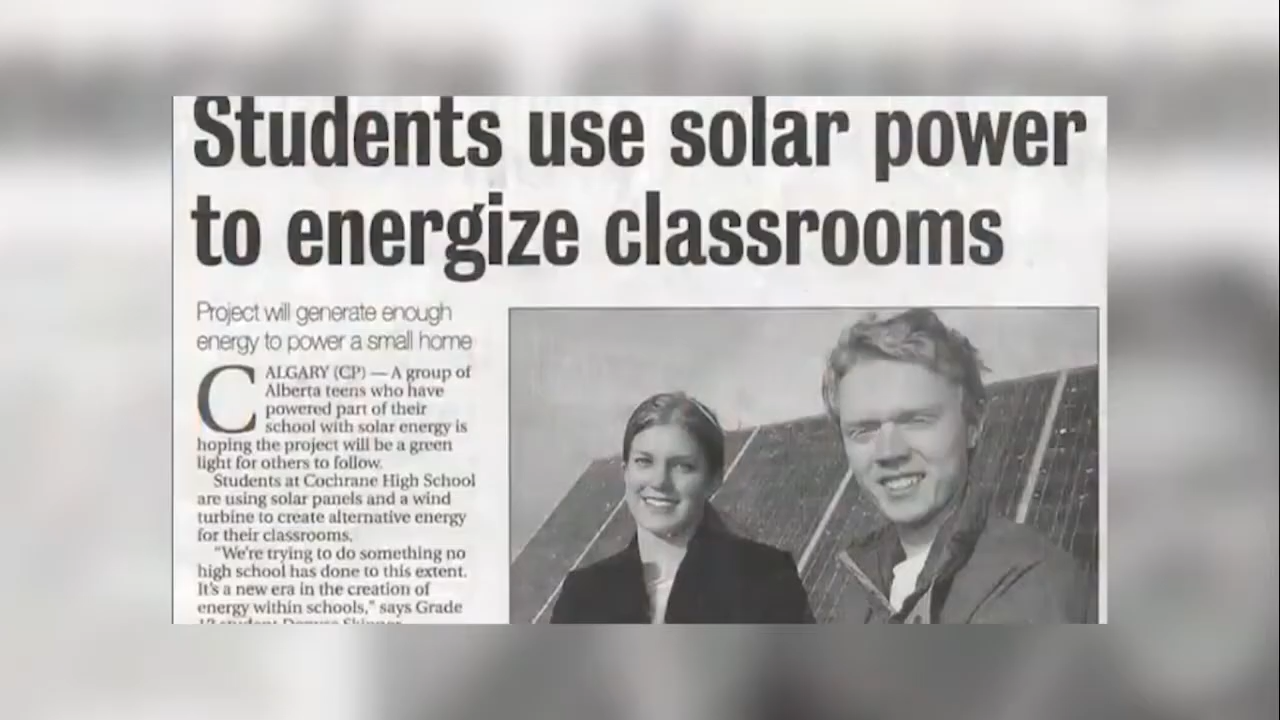 Students use solar power
to energize classrooms
Project will generate enough
energy to power a small home
CALGARY (CP) — A group of
Alberta teens who have
powered part of their
school with solar energy is
hoping the project will be a green
light for others to follow.
Students at Cochrane High School
are using solar panels and a wind
turbine to create alternative energy
for their classrooms.
"We're trying to do something no
high school has done to this extent.
It's a new era in the creation of
energy within schools," says Grade
12 student